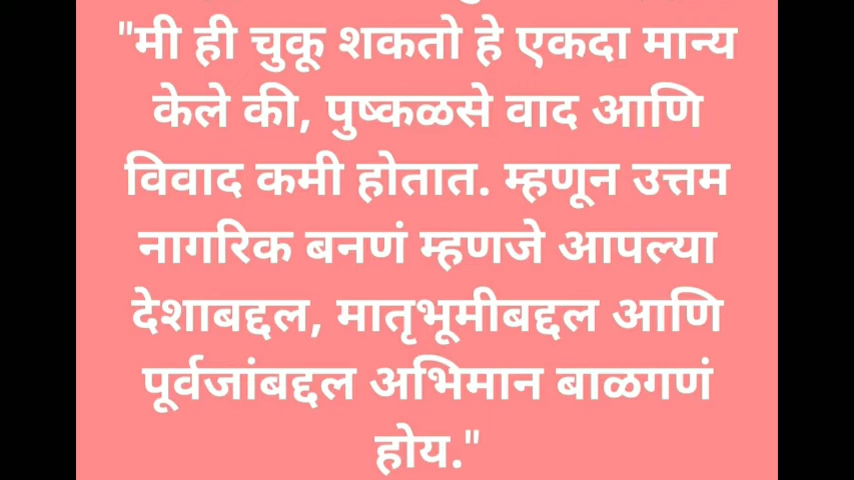 "मी ही चुकू शकतो हे एकदा मान्य
केले की, पुष्कळसे वाद आणि
विवाद कमी होतात. म्हणून उत्तम
नागरिक बनणं म्हणजे आपल्या
देशाबद्दल, मातृभूमीबद्दल आणि
पूर्वजांबद्दल अभिमान बाळगणं
होय."